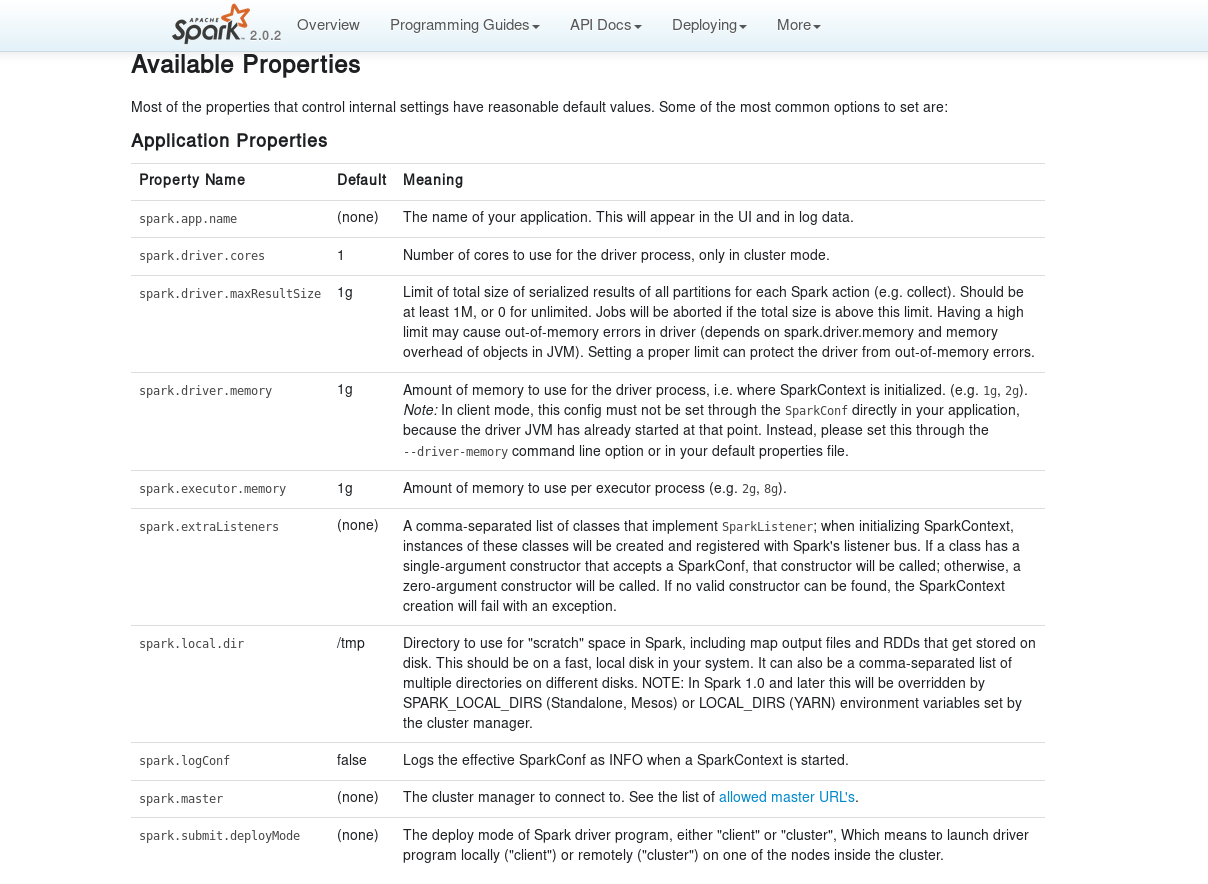 APACHE Spark™ 2.0.2 Overview Programming Guides API Docs Deploying More
Available Properties
Most of the properties that control internal settings have reasonable default values. Some of the most common options to set are:
Application Properties
Property Name Default Meaning
spark.app.name (none) The name of your application. This will appear in the UI and in log data.
spark.driver.cores 1 Number of cores to use for the driver process, only in cluster mode.
spark.driver.maxResultSize 1g Limit of total size of serialized results of all partitions for each Spark action (e.g. collect). Should be
at least 1M, or 0 for unlimited. Jobs will be aborted if the total size is above this limit. Having a high
limit may cause out-of-memory errors in driver (depends on spark.driver.memory and memory
overhead of objects in JVM). Setting a proper limit can protect the driver from out-of-memory errors.
spark.driver.memory 1g Amount of memory to use for the driver process, i.e. where SparkContext is initialized. (e.g. 1g, 2g).
Note: In client mode, this config must not be set through the SparkConf directly in your application,
because the driver JVM has already started at that point. Instead, please set this through the
--driver-memory command line option or in your default properties file.
spark.executor.memory 1g Amount of memory to use per executor process (e.g. 2g, 8g).
spark.extraListeners (none) A comma-separated list of classes that implement SparkListener; when initializing SparkContext,
instances of these classes will be created and registered with Spark's listener bus. If a class has a
single-argument constructor that accepts a SparkConf, that constructor will be called; otherwise, a
zero-argument constructor will be called. If no valid constructor can be found, the SparkContext
creation will fail with an exception.
spark.local.dir /tmp Directory to use for "scratch" space in Spark, including map output files and RDDs that get stored on
disk. This should be on a fast, local disk in your system. It can also be a comma-separated list of
multiple directories on different disks. NOTE: In Spark 1.0 and later this will be overridden by
SPARK_LOCAL_DIRS (Standalone, Mesos) or LOCAL_DIRS (YARN) environment variables set by
the cluster manager.
spark.logConf false Logs the effective SparkConf as INFO when a SparkContext is started.
spark.master (none) The cluster manager to connect to. See the list of allowed master URL's.
spark.submit.deployMode (none) The deploy mode of Spark driver program, either "client" or "cluster", Which means to launch driver
program locally ("client") or remotely ("cluster") on one of the nodes inside the cluster.